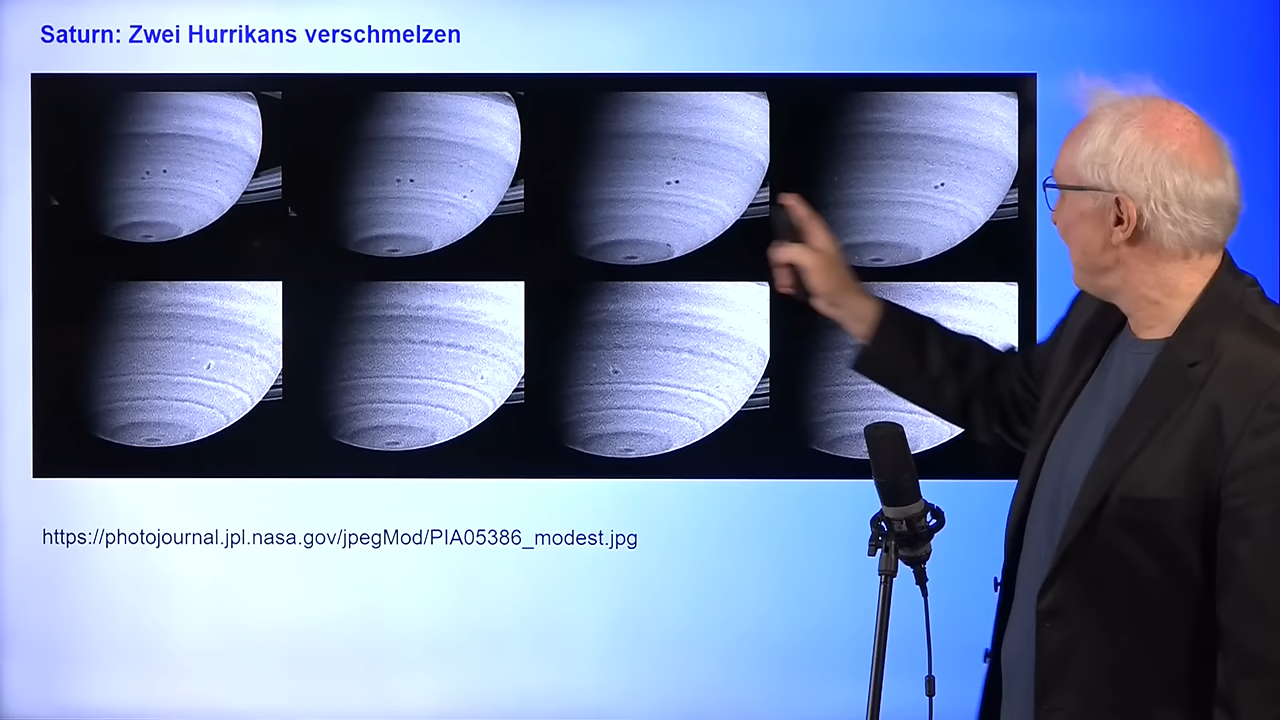 Saturn: Zwei Hurrikans verschmelzen
https://photojournal.jpl.nasa.gov/jpegMod/PIA05386_modest.jpg